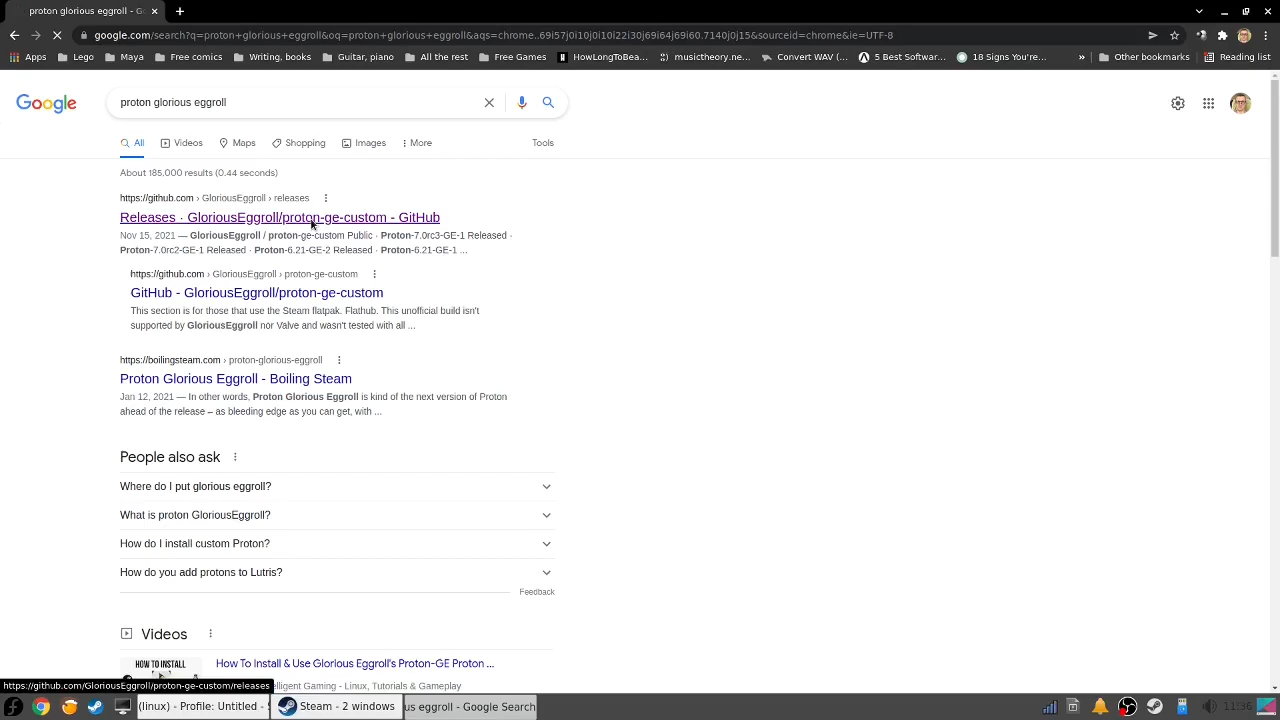 proton glorious eggroll - Go
google.com/search?q=proton+glorious+eggroll&oq=proton+glorious+eggroll&aqs=chrome..69i57j0i10j0i10i22i30j69i64j69i60.7140j0j15&sourceid=chrome&ie=UTF-8
Apps Lego Maya Free comics Writing, books Guitar, piano All the rest Free Games HowLongToBea... musictheory.ne... Convert WAV (... 5 Best Softwar... 18 Signs You're... » Other bookmarks Reading list
Google proton glorious eggroll
All Videos Maps Shopping Images More Tools
About 185,000 results (0.44 seconds)
https://github.com › GloriousEggroll › releases
Releases · GloriousEggroll/proton-ge-custom - GitHub
Nov 15, 2021 — GloriousEggroll / proton-ge-custom Public · Proton-7.0rc3-GE-1 Released ·
Proton-7.0rc2-GE-1 Released · Proton-6.21-GE-2 Released · Proton-6.21-GE-1 ...
https://github.com › GloriousEggroll › proton-ge-custom
GitHub - GloriousEggroll/proton-ge-custom
This section is for those that use the Steam flatpak. Flathub. This unofficial build isn't
supported by GloriousEggroll nor Valve and wasn't tested with all ...
https://boilingsteam.com › proton-glorious-eggroll
Proton Glorious Eggroll - Boiling Steam
Jan 12, 2021 — In other words, Proton Glorious Eggroll is kind of the next version of Proton
ahead of the release – as bleeding edge as you can get, with ...
People also ask
Where do I put glorious eggroll?
What is proton GloriousEggroll?
How do I install custom Proton?
How do you add protons to Lutris?
Feedback
Videos
HOW TO INSTALL
How To Install & Use Glorious Eggroll's Proton-GE Proton ...
elligent Gaming - Linux, Tutorials & Gameplay
https://github.com/GloriousEggroll/proton-ge-custom/releases
(linux) - Profile: Untitled - Steam - 2 windows us eggroll - Google Search 11:36